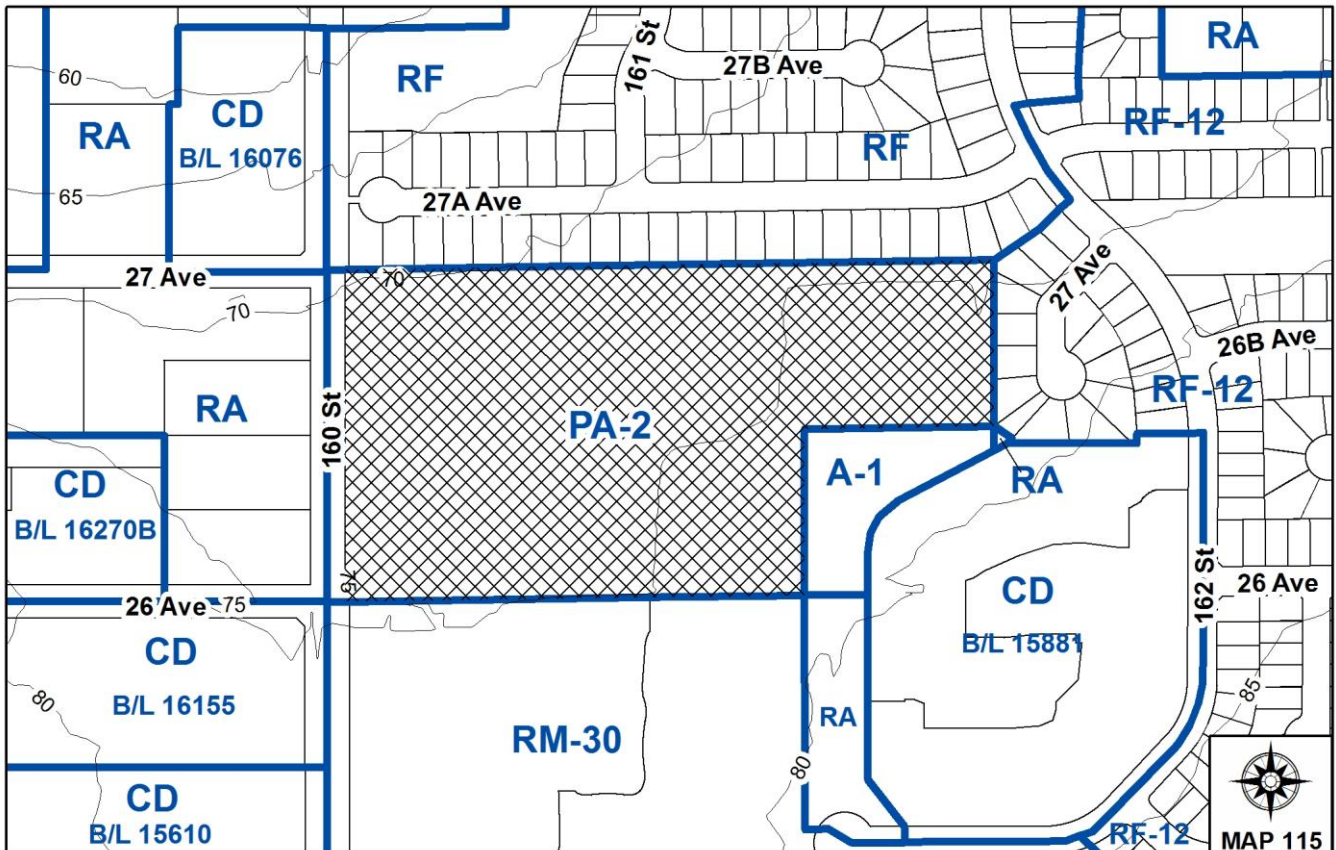 RA
161 St
27B Ave
60
RF
CD
RA
RF-12
B/L 16076
RF
65
27A Ave
27 Ave
70
27 Ave
70
26B Ave
RA
160 St
PA-2
RF-12
A-1
RA
CD
B/L 16270B
75
CD
26 Ave
162 St
26 Ave
75
B/L 15881
CD
85
80
B/L 16155
RA
RM-30
80
CD
B/L 15610
RF-12
MAP 115